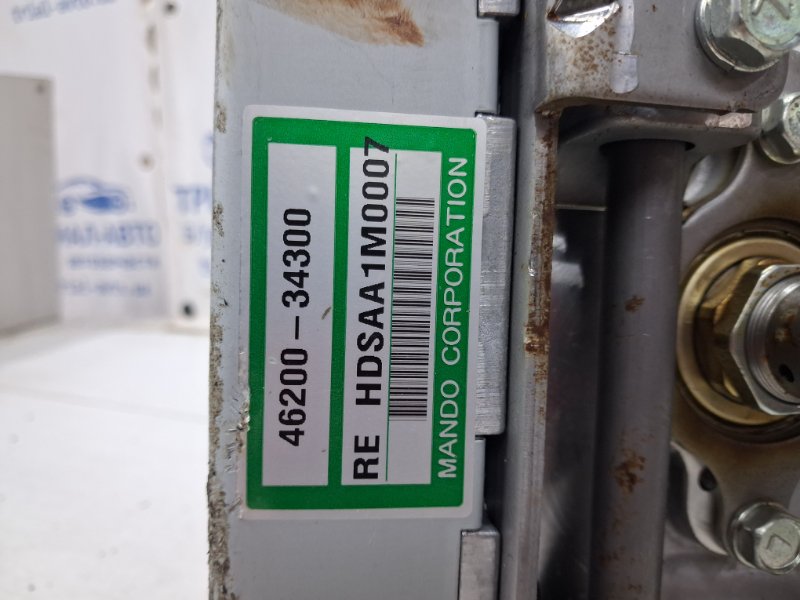 46200-34300
RE HDSAA1M0007
MANDO CORPORATION